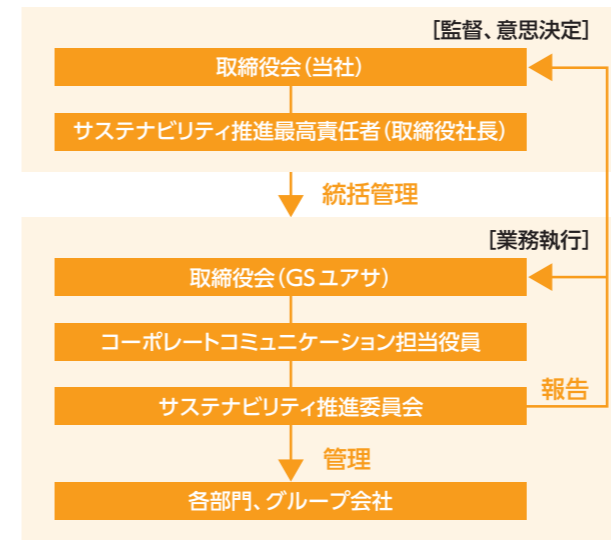 [監督、意思決定]
取締役会(当社)
サステナビリティ推進最高責任者(取締役社長)
統括管理
[業務執行]
取締役会(GS ユアサ)
コーポレートコミュニケーション担当役員
サステナビリティ推進委員会
報告
管理
各部門、グループ会社